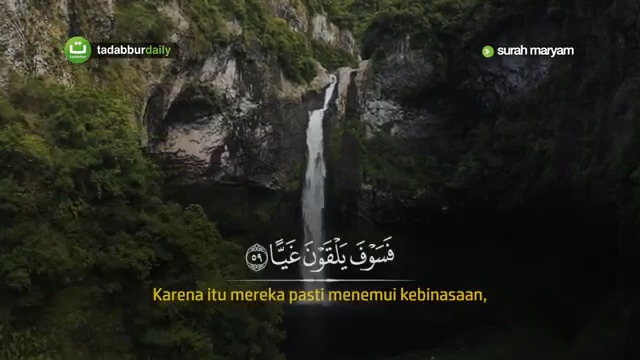 tadabburdaily
surah maryam
فَسَوْفَ يَلْقَوْنَ غَيًّا ٥٩
Karena itu mereka pasti menemui kebinasaan,